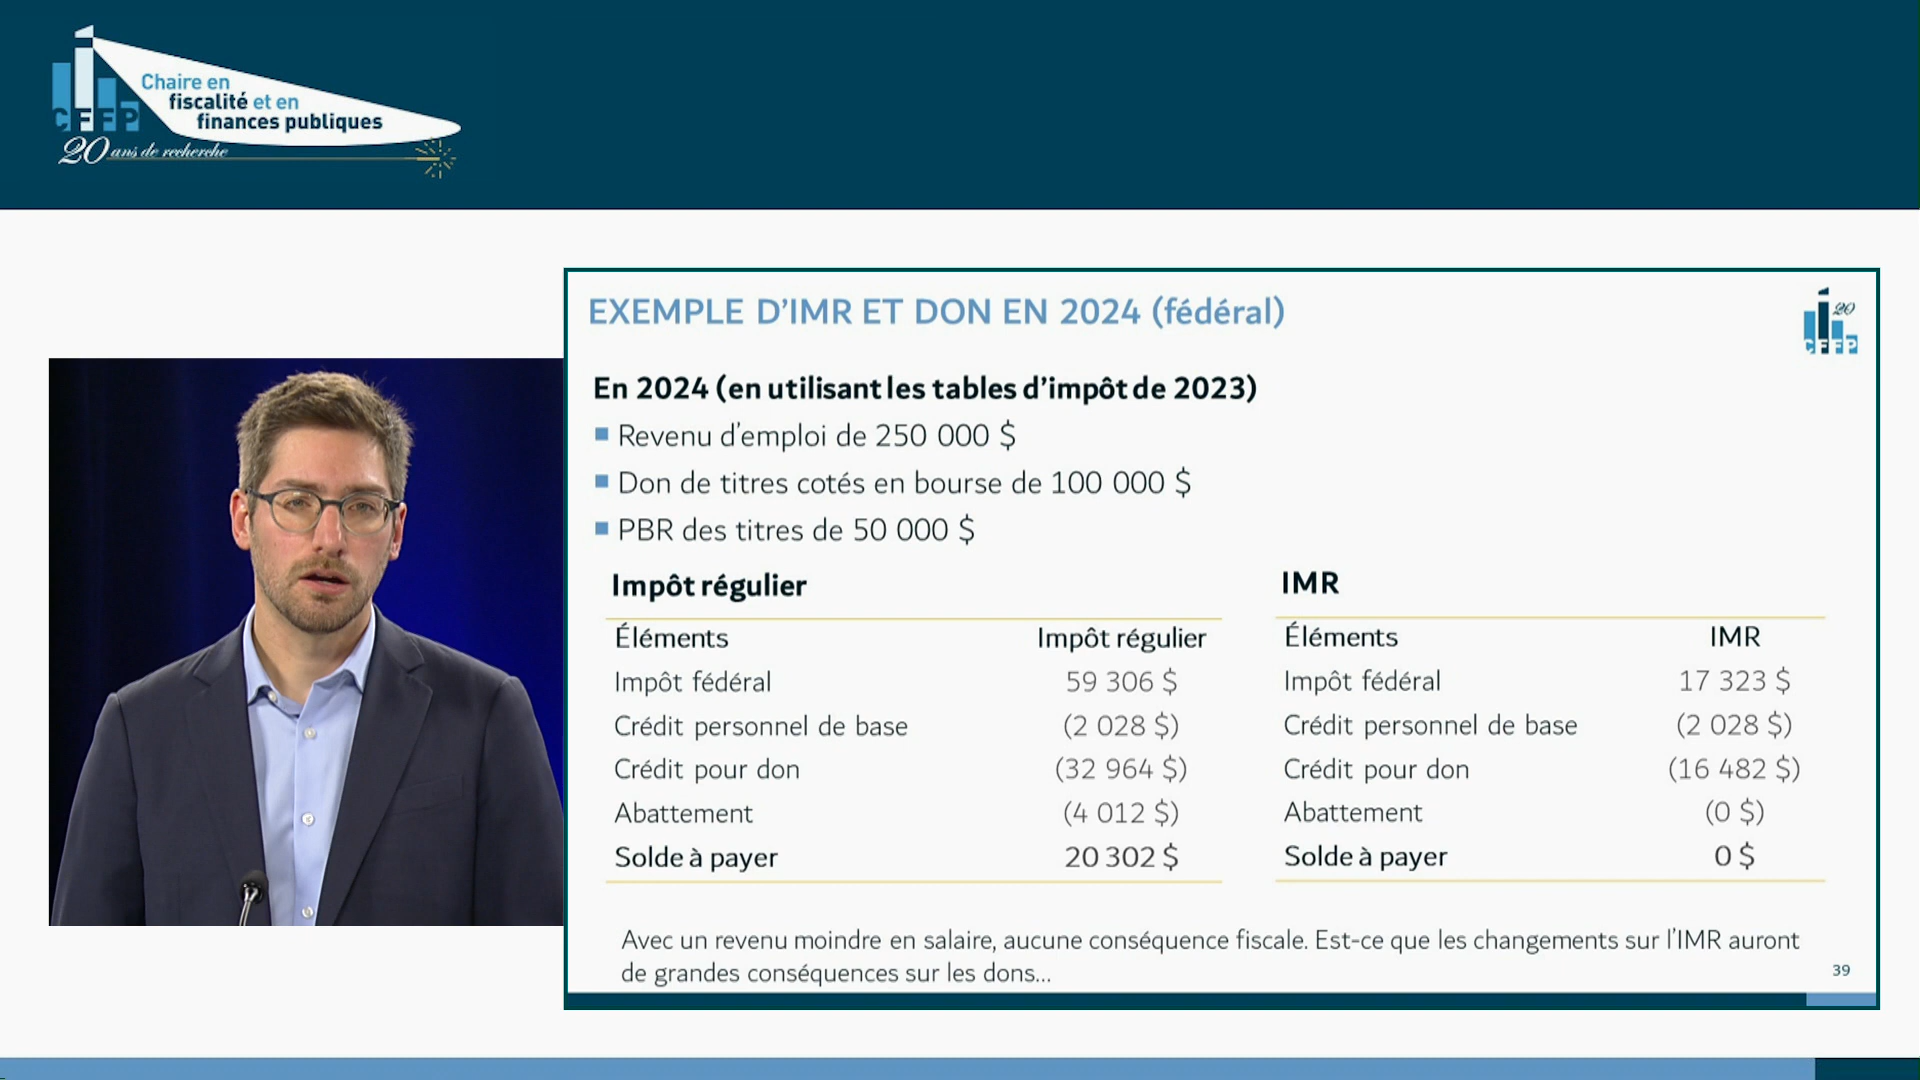 Chaire en
fiscalité et en
finances publiques
CFFP
20 ans de recherche
EXEMPLE D'IMR ET DON EN 2024 (fédéral)
20
CFFP
En 2024 (en utilisant les tables d'impôt de 2023)
Revenu d'emploi de 250 000 $
Don de titres cotés en bourse de 100 000 $
PBR des titres de 50 000 $
Impôt régulier
Éléments Impôt régulier
Impôt fédéral 59 306 $
Crédit personnel de base (2 028 $)
Crédit pour don (32 964 $)
Abattement (4 012 $)
Solde à payer 20 302 $
IMR
Éléments IMR
Impôt fédéral 17 323 $
Crédit personnel de base (2 028 $)
Crédit pour don (16 482 $)
Abattement (0 $)
Solde à payer 0 $
Avec un revenu moindre en salaire, aucune conséquence fiscale. Est-ce que les changements sur l'IMR auront
de grandes conséquences sur les dons...
39